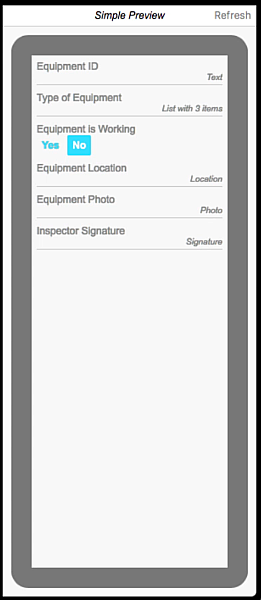 Simple Preview
Refresh
Equipment ID
Text
Type of Equipment
List with 3 items
Equipment is Working
Yes No
Equipment Location
Location
Equipment Photo
Photo
Inspector Signature
Signature